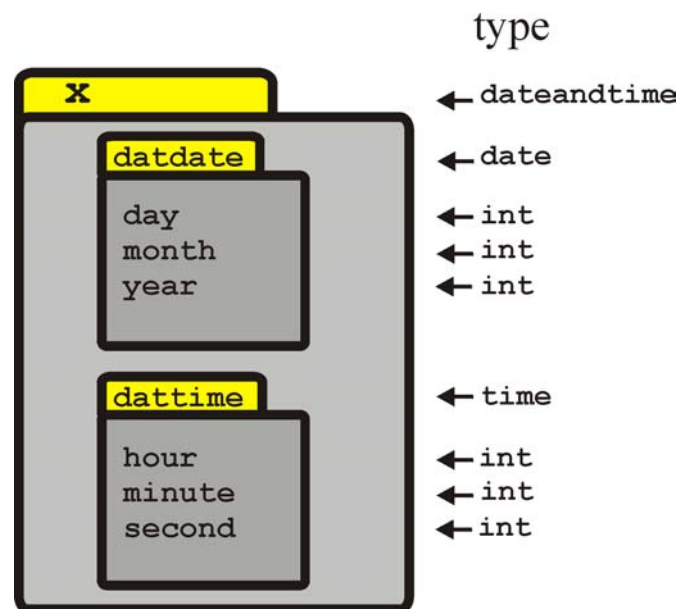 type
x dateandtime
datdate date
day int
month int
year int
dattime time
hour int
minute int
second int